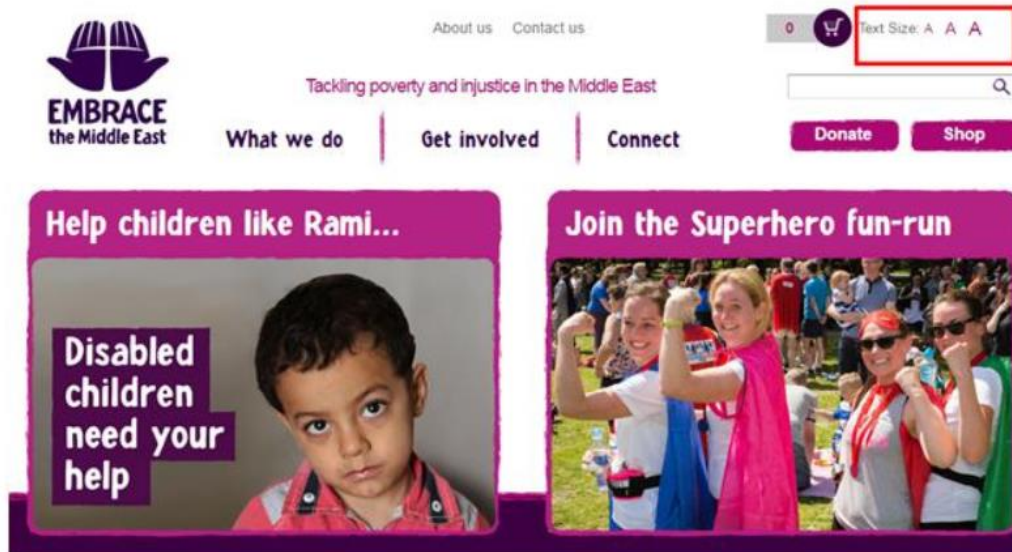 About us Contact us
0
Text Size: A A A
EMBRACE
the Middle East
Tackling poverty and injustice in the Middle East
What we do
Get involved
Connect
Donate
Shop
Help children like Rami...
Disabled
children
need your
help
Join the Superhero fun-run